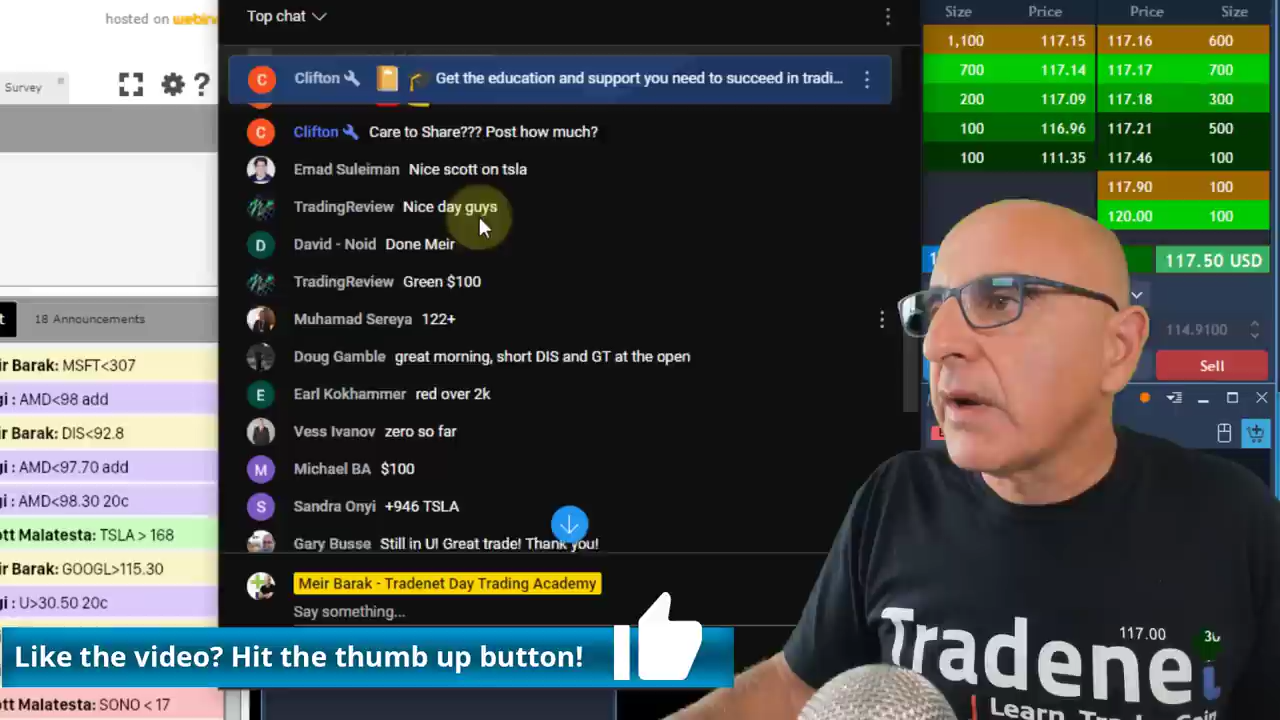 hosted on webin
Survey
?
18 Announcements
ir Barak: MSFT<307
gi : AMD<98 add
ir Barak: DIS<92.8
gi : AMD<97.70 add
gi : AMD<98.30 20c
ott Malatesta: TSLA > 168
ir Barak: GOOGL>115.30
gi : U>30.50 20c
ott Malatesta: SONO < 17
Top chat
C Clifton Get the education and support you need to succeed in tradi...
C Clifton Care to Share??? Post how much?
Emad Suleiman Nice scott on tsla
TradingReview Nice day guys
D David - Noid Done Meir
TradingReview Green $100
Muhamad Sereya 122+
Doug Gamble great morning, short DIS and GT at the open
E Earl Kokhammer red over 2k
Vess Ivanov zero so far
M Michael BA $100
S Sandra Onyi +946 TSLA
Gary Busse Still in U! Great trade! Thank you!
Meir Barak - Tradenet Day Trading Academy
Say something...
Like the video? Hit the thumb up button!
Size Price Price Size
1,100 117.15 117.16 600
700 117.14 117.17 700
200 117.09 117.18 300
100 116.96 117.21 500
100 111.35 117.46 100
117.90 100
120.00 100
117.50 USD
114.9100
Sell
117.00
Tradene
Learn. Trad